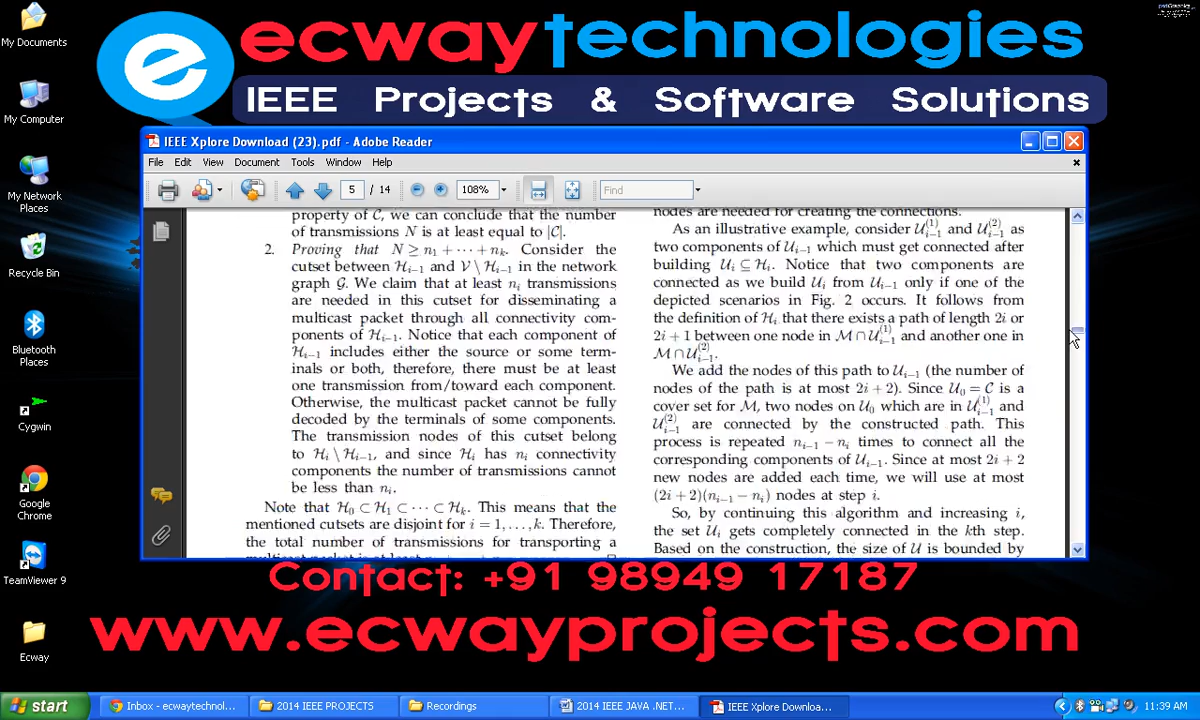 My Documents
My Computer
My Network
Places
Recycle Bin
Bluetooth
Places
Cygwin
Google
Chrome
TeamViewer 9
Ecway
e ecwaytechnologies
IEEE Projects & Software Solutions
IEEE Xplore Download (23).pdf - Adobe Reader
File Edit View Document Tools Window Help
5 / 14 108% Find
property of C, we can conclude that the number
of transmissions N is at least equal to |C|.
2. Proving that N ≥ n₁ + ⋯ + nₖ. Consider the
cutset between ℋᵢ₋₁ and 𝒱 \ ℋᵢ₋₁ in the network
graph 𝒢. We claim that at least nᵢ transmissions
are needed in this cutset for disseminating a
multicast packet through all connectivity com-
ponents of ℋᵢ₋₁. Notice that each component of
ℋᵢ₋₁ includes either the source or some term-
inals or both, therefore, there must be at least
one transmission from/toward each component.
Otherwise, the multicast packet cannot be fully
decoded by the terminals of some components.
The transmission nodes of this cutset belong
to ℋᵢ \ ℋᵢ₋₁, and since ℋᵢ has nᵢ connectivity
components the number of transmissions cannot
be less than nᵢ.
Note that ℋ₀ ⊂ ℋ₁ ⊂ ⋯ ⊂ ℋₖ. This means that the
mentioned cutsets are disjoint for i = 1, . . . , k. Therefore,
the total number of transmissions for transporting a
nodes are needed for creating the connections.
As an illustrative example, consider 𝒰ᵢ₋₁⁽¹⁾ and 𝒰ᵢ₋₁⁽²⁾ as
two components of 𝒰ᵢ₋₁ which must get connected after
building 𝒰ᵢ ⊆ ℋᵢ. Notice that two components are
connected as we build 𝒰ᵢ from 𝒰ᵢ₋₁ only if one of the
depicted scenarios in Fig. 2 occurs. It follows from
the definition of ℋᵢ that there exists a path of length 2i or
2i + 1 between one node in ℳ ∩ 𝒰ᵢ₋₁⁽¹⁾ and another one in
ℳ ∩ 𝒰ᵢ₋₁⁽²⁾.
We add the nodes of this path to 𝒰ᵢ₋₁ (the number of
nodes of the path is at most 2i + 2). Since 𝒰₀ = C is a
cover set for ℳ, two nodes on 𝒰₀ which are in 𝒰ᵢ₋₁⁽¹⁾ and
𝒰ᵢ₋₁⁽²⁾ are connected by the constructed path. This
process is repeated nᵢ₋₁ − nᵢ times to connect all the
corresponding components of 𝒰ᵢ₋₁. Since at most 2i + 2
new nodes are added each time, we will use at most
(2i + 2)(nᵢ₋₁ − nᵢ) nodes at step i.
So, by continuing this algorithm and increasing i,
the set 𝒰ᵢ gets completely connected in the kth step.
Based on the construction, the size of 𝒰 is bounded by
Contact: +91 98949 17187
www.ecwayprojects.com
start
Inbox - ecwaytechnol...
2014 IEEE PROJECTS
Recordings
2014 IEEE JAVA .NET...
IEEE Xplore Downloa...
11:39 AM